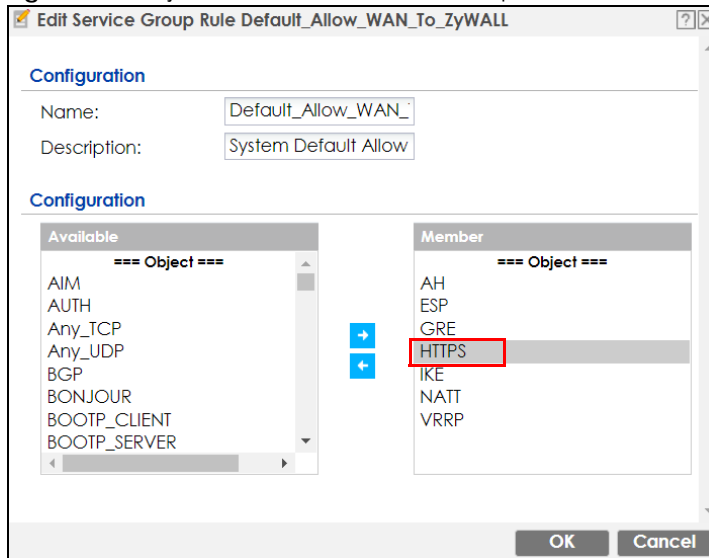 Edit Service Group Rule Default_Allow_WAN_To_ZyWALL
Configuration
Name: Default_Allow_WAN_
Description: System Default Allow
Configuration
Available
=== Object ===
AIM
AUTH
Any_TCP
Any_UDP
BGP
BONJOUR
BOOTP_CLIENT
BOOTP_SERVER
Member
=== Object ===
AH
ESP
GRE
HTTPS
IKE
NATT
VRRP
OK Cancel